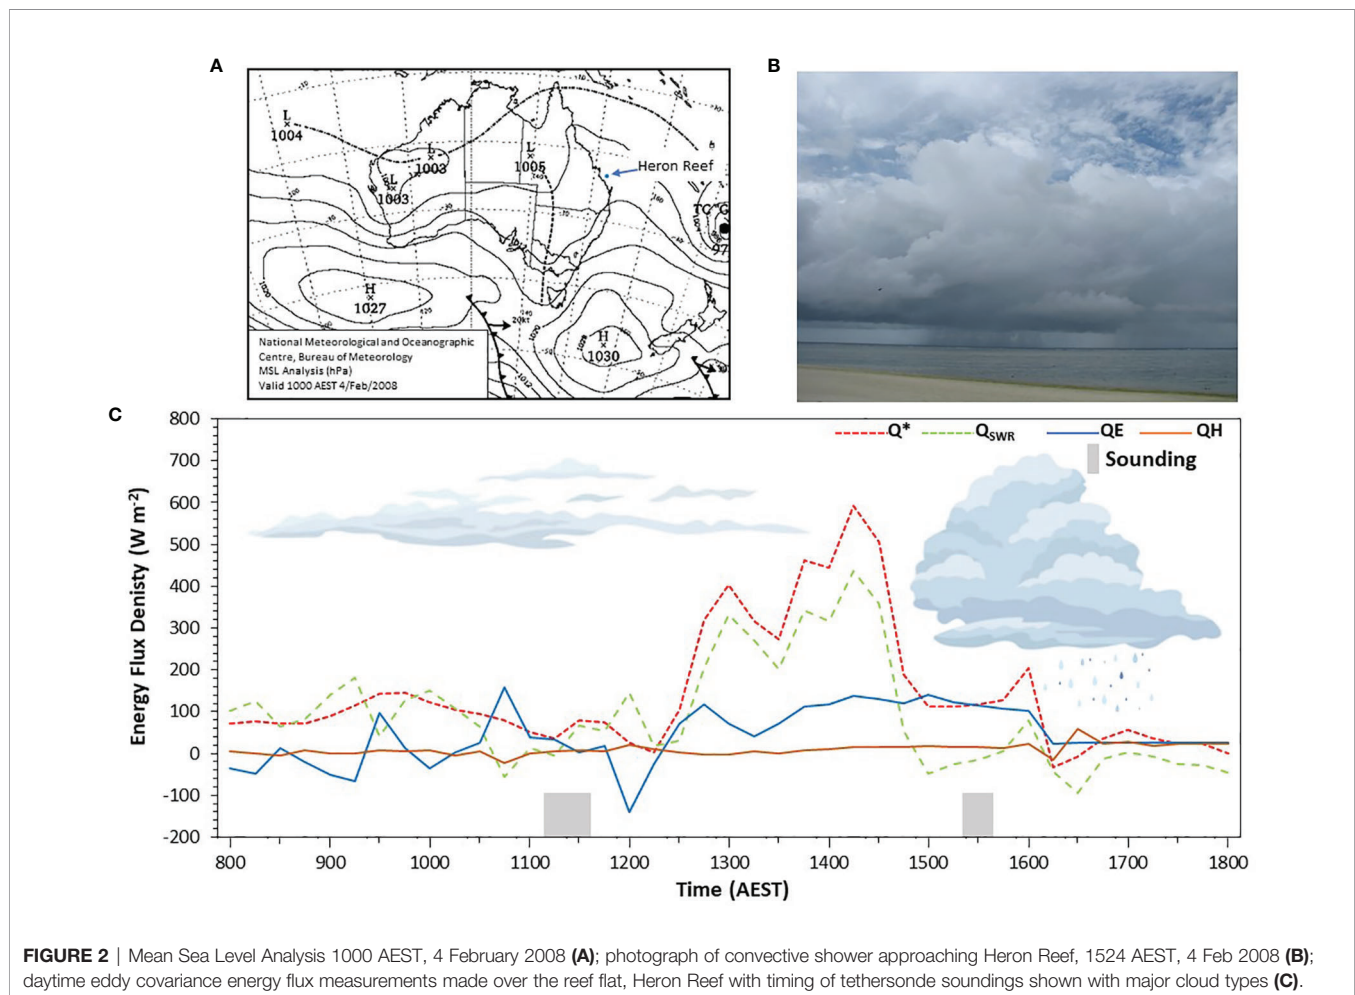 A
B
L
1004
L
1003
L
1003
L
1005
Heron Reef
TC "G
97
H
1027
20kt
H
1030
1020
1012
National Meteorological and Oceanographic
Centre, Bureau of Meteorology
MSL Analysis (hPa)
Valid 1000 AEST 4/Feb/2008
C
Q* QSWR QE QH
Sounding
Energy Flux Denisty (W m-2)
800
700
600
500
400
300
200
100
0
-100
-200
800 900 1000 1100 1200 1300 1400 1500 1600 1700 1800
Time (AEST)
FIGURE 2 | Mean Sea Level Analysis 1000 AEST, 4 February 2008 (A); photograph of convective shower approaching Heron Reef, 1524 AEST, 4 Feb 2008 (B);
daytime eddy covariance energy flux measurements made over the reef flat, Heron Reef with timing of tethersonde soundings shown with major cloud types (C).